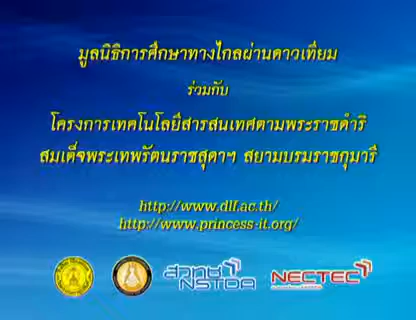 มูลนิธิการศึกษาทางไกลผ่านดาวเทียม
ร่วมกับ
โครงการเทคโนโลยีสารสนเทศตามพระราชดำริ
สมเด็จพระเทพรัตนราชสุดาฯ สยามบรมราชกุมารี
http://www.dlf.ac.th/
http://www.princess-it.org/
สวทช
NSTDA
NECTEC